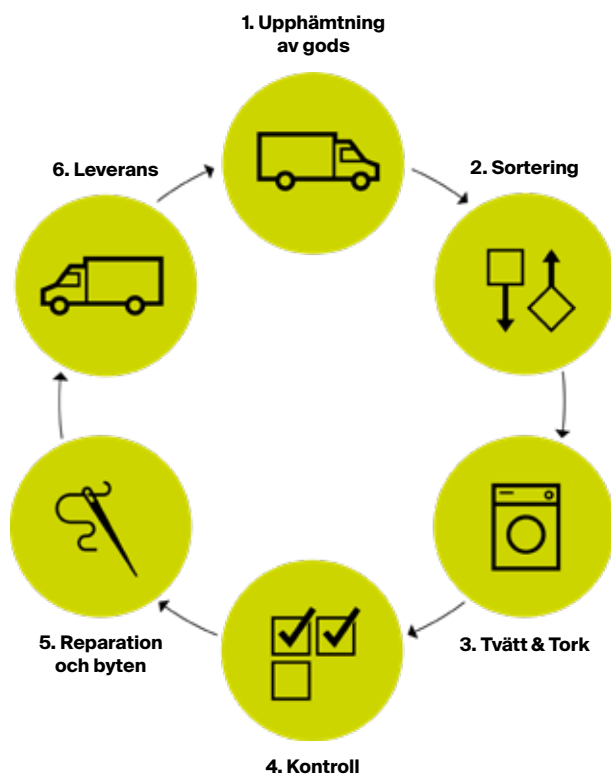 1. Upphämtning
av gods
2. Sortering
3. Tvätt & Tork
4. Kontroll
5. Reparation
och byten
6. Leverans